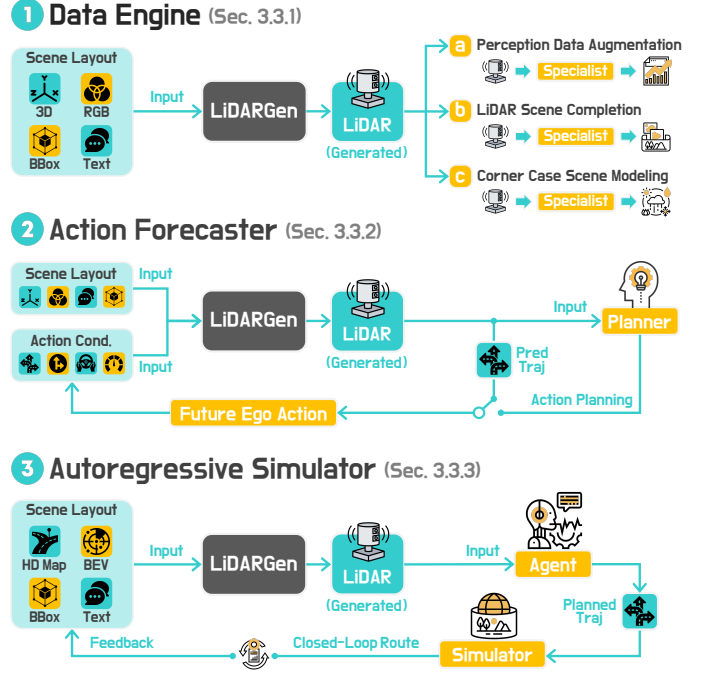 1 Data Engine (Sec. 3.3.1)
Scene Layout
3D RGB
BBox Text
Input
LiDARGen
LiDAR
(Generated)
a Perception Data Augmentation
Specialist
b LiDAR Scene Completion
Specialist
c Corner Case Scene Modeling
Specialist
2 Action Forecaster (Sec. 3.3.2)
Scene Layout
Input
Action Cond.
Input
LiDARGen
LiDAR
(Generated)
Input
Planner
Pred
Traj
Action Planning
Future Ego Action
3 Autoregressive Simulator (Sec. 3.3.3)
Scene Layout
HD Map BEV
BBox Text
Input
LiDARGen
LiDAR
(Generated)
Input
Agent
Planned
Traj
Simulator
Closed-Loop Route
Feedback